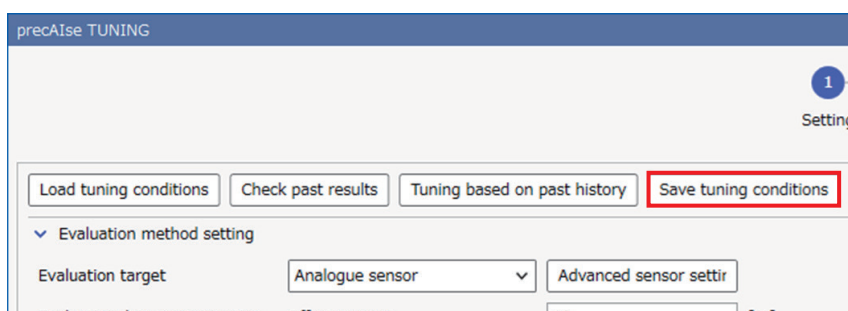 precAIse TUNING
1
Setting
Load tuning conditions Check past results Tuning based on past history Save tuning conditions
Evaluation method setting
Evaluation target Analogue sensor Advanced sensor settir